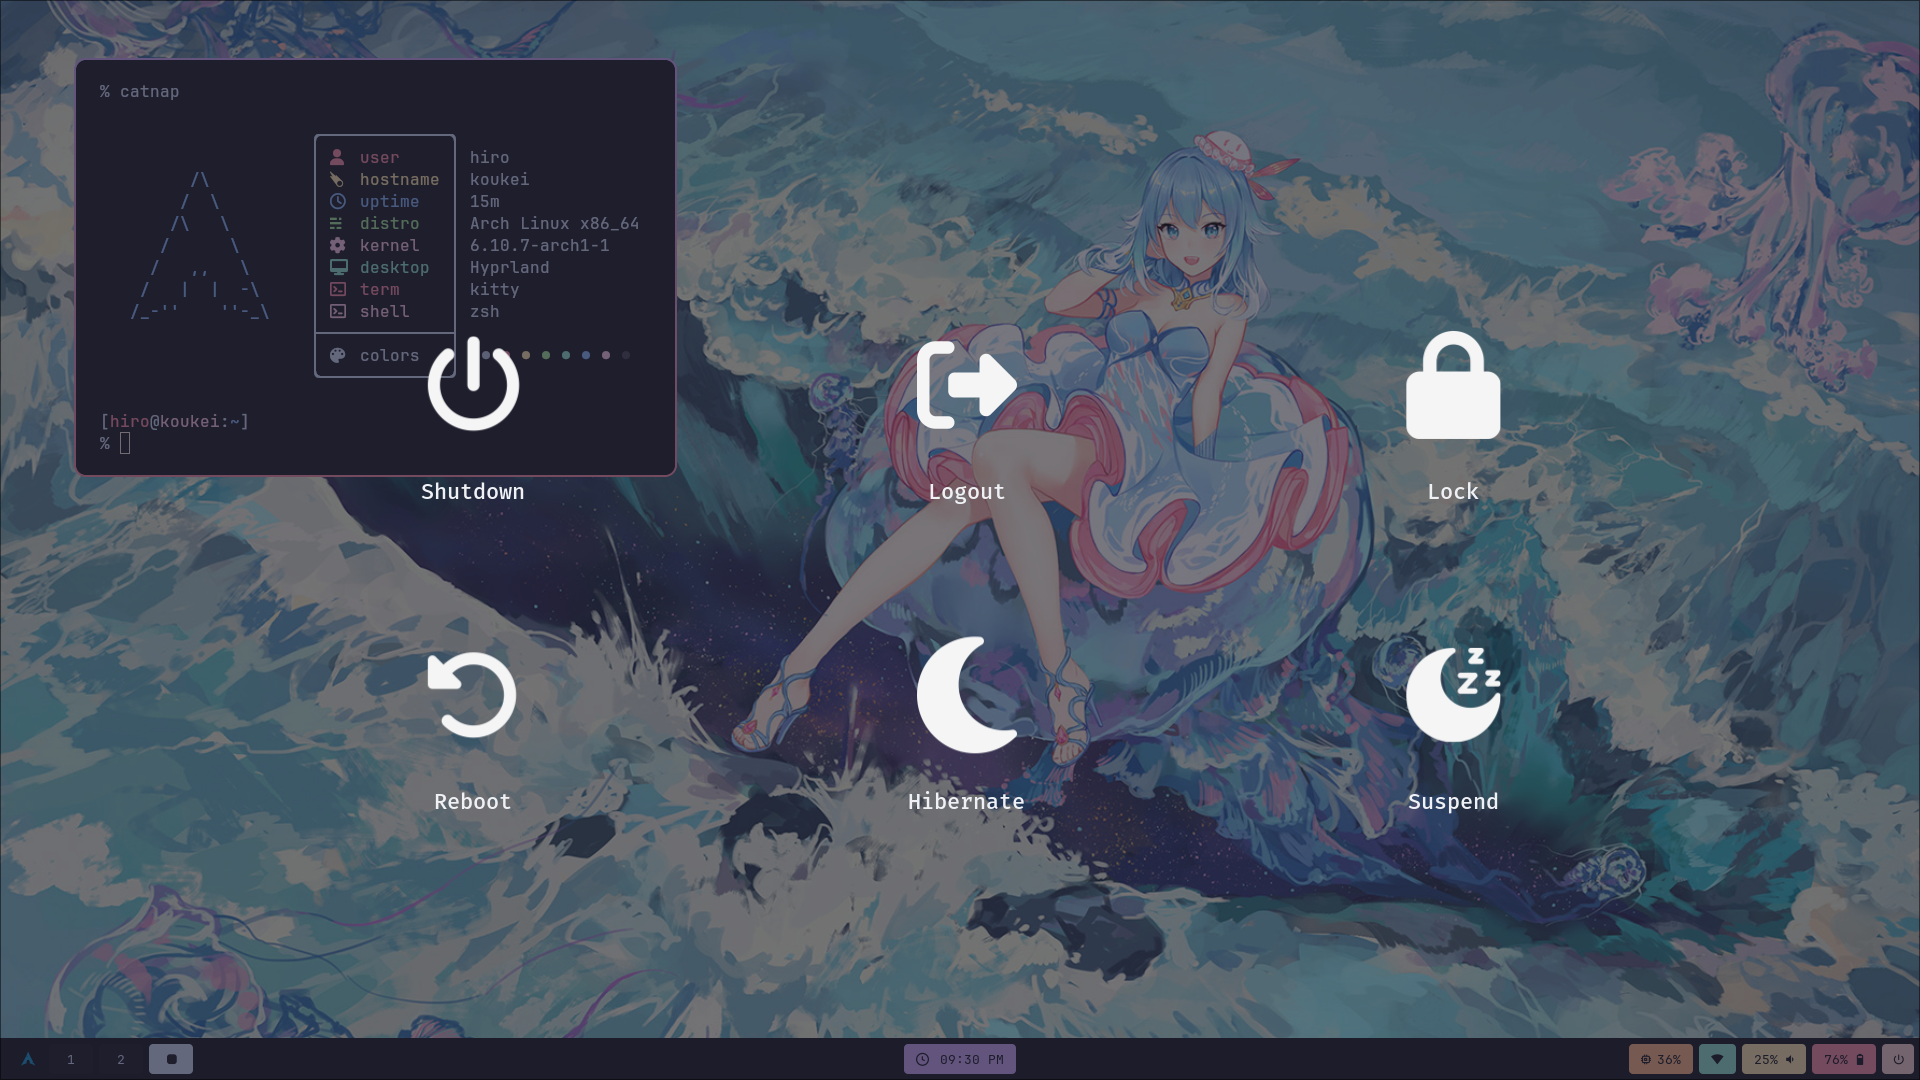 % catnap
user hiro
hostname koukei
uptime 15m
distro Arch Linux x86_64
kernel 6.10.7-arch1-1
desktop Hyprland
term kitty
shell zsh
colors
[hiro@koukei:~]
%
Shutdown
Logout
Lock
Reboot
Hibernate
Suspend
1
2
09:30 PM
36%
25%
76%